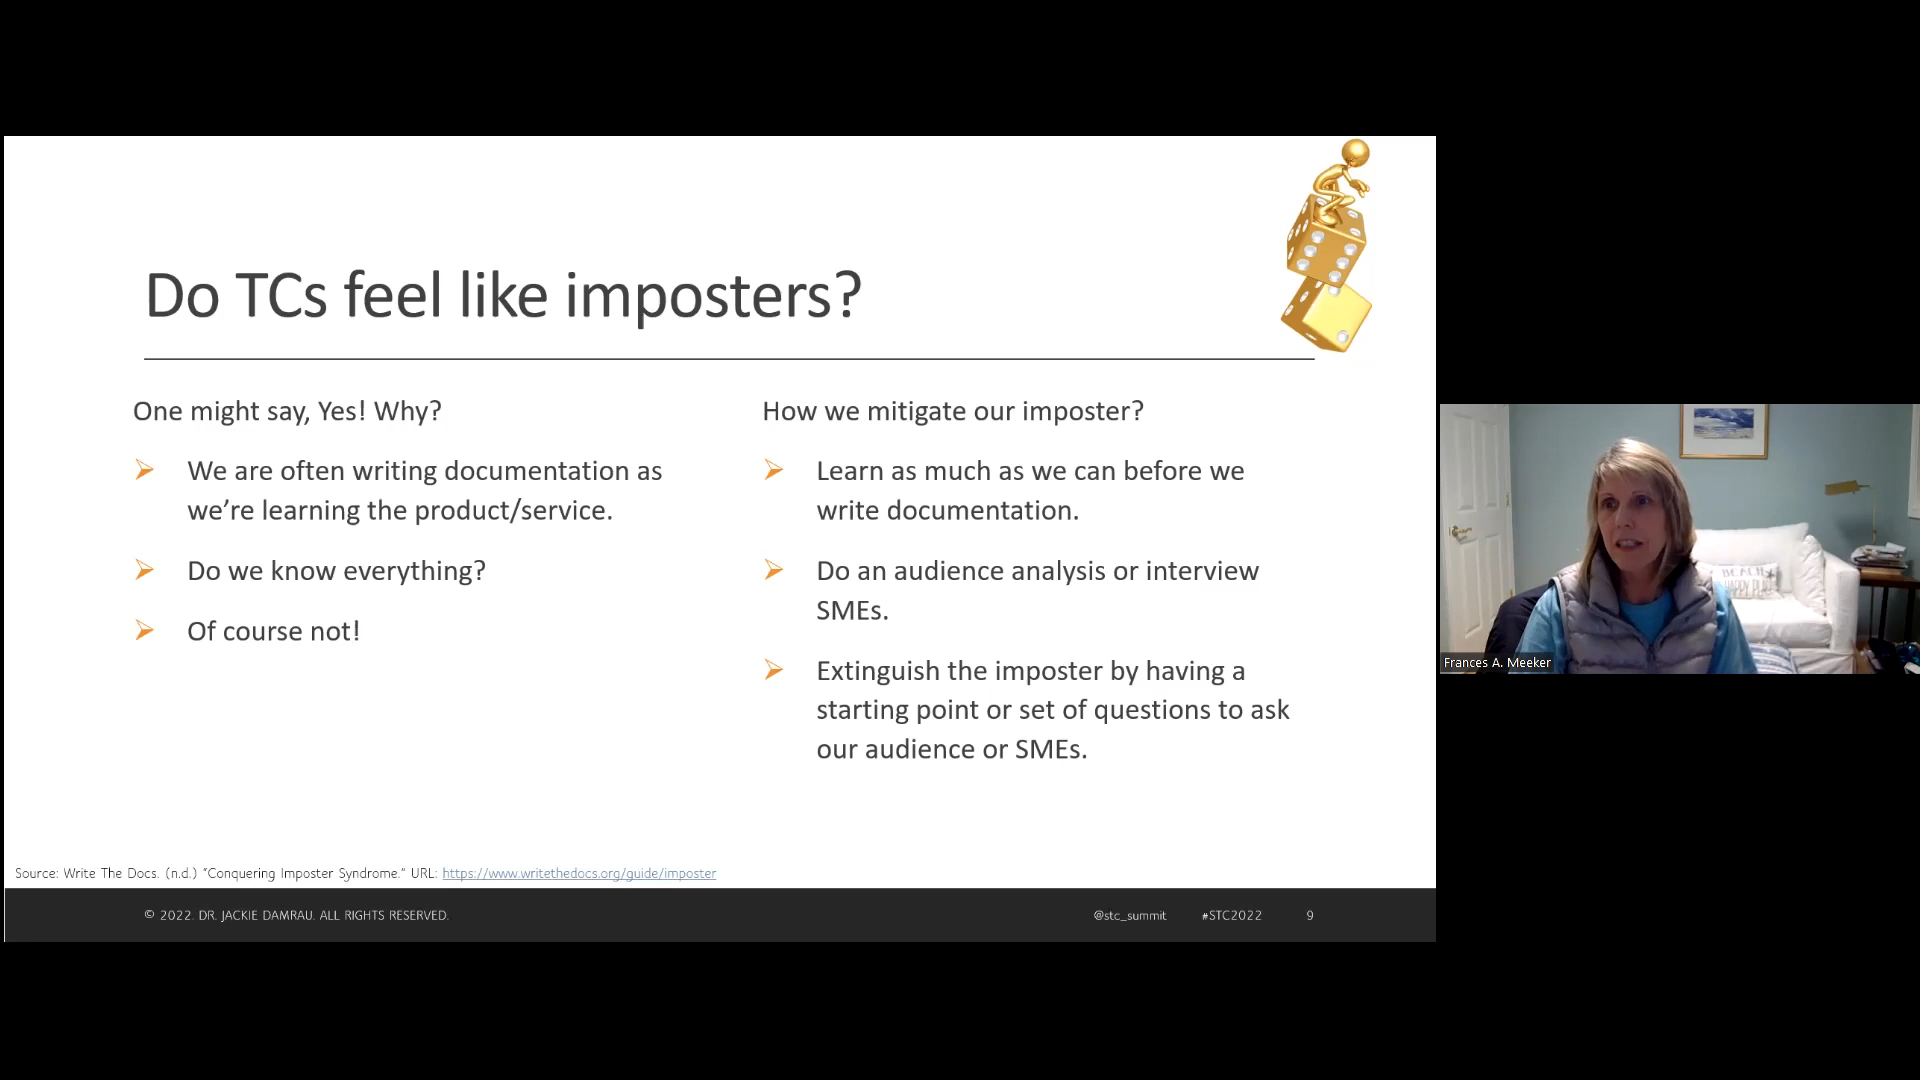 Do TCs feel like imposters?
One might say, Yes! Why?
We are often writing documentation as
we’re learning the product/service.
Do we know everything?
Of course not!
How we mitigate our imposter?
Learn as much as we can before we
write documentation.
Do an audience analysis or interview
SMEs.
Extinguish the imposter by having a
starting point or set of questions to ask
our audience or SMEs.
Source: Write The Docs. (n.d.) “Conquering Imposter Syndrome.” URL: https://www.writethedocs.org/guide/imposter
© 2022. DR. JACKIE DAMRAU. ALL RIGHTS RESERVED.
@stc_summit #STC2022 9
BEACH
Frances A. Meeker